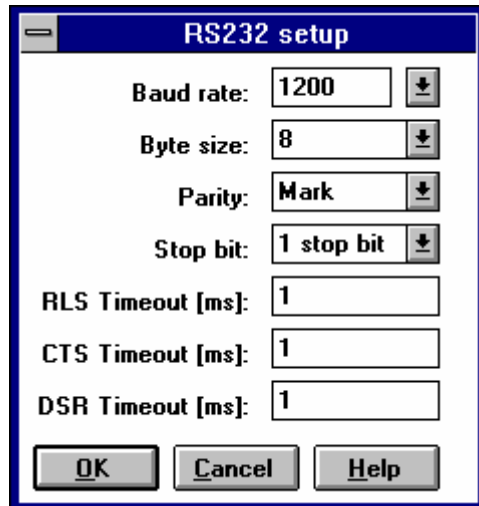 RS232 setup
Baud rate: 1200
Byte size: 8
Parity: Mark
Stop bit: 1 stop bit
RLS Timeout [ms]: 1
CTS Timeout [ms]: 1
DSR Timeout [ms]: 1
OK Cancel Help